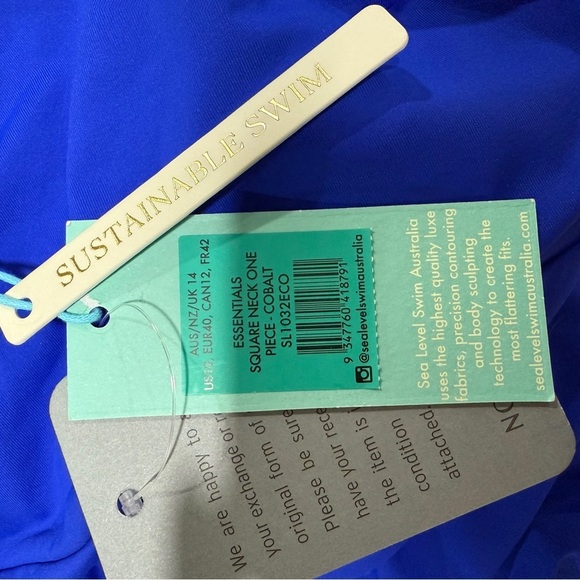 SUSTAINABLE SWIM
AUS/NZ/UK 14
EUR40, CAN12, FR42
ESSENTIALS
SQUARE NECK ONE
PIECE - COBALT
SL1032ECO
9 347760 418791
@sealevelswimaustralia
Sea Level Swim Australia
uses the highest quality luxe
fabrics, precision contouring
and body sculpting
technology to create the
most flattering fits.
sealevelswimaustralia.com
We are happy to
your exchange or
original form of
Please be sure
have your rece
the item is
condition
attached.
NO